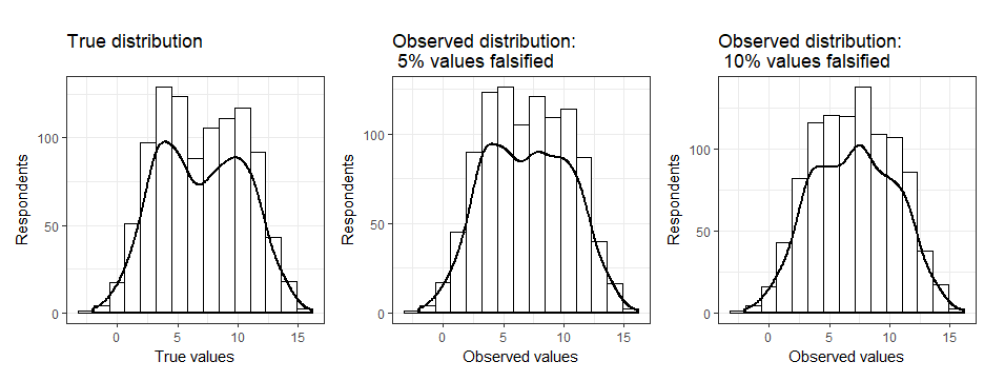 True distribution
Observed distribution:
5% values falsified
Observed distribution:
10% values falsified
Respondents
100
50
0
0
5
10
15
True values
Respondents
100
50
0
0
5
10
15
Observed values
Respondents
100
50
0
0
5
10
15
Observed values